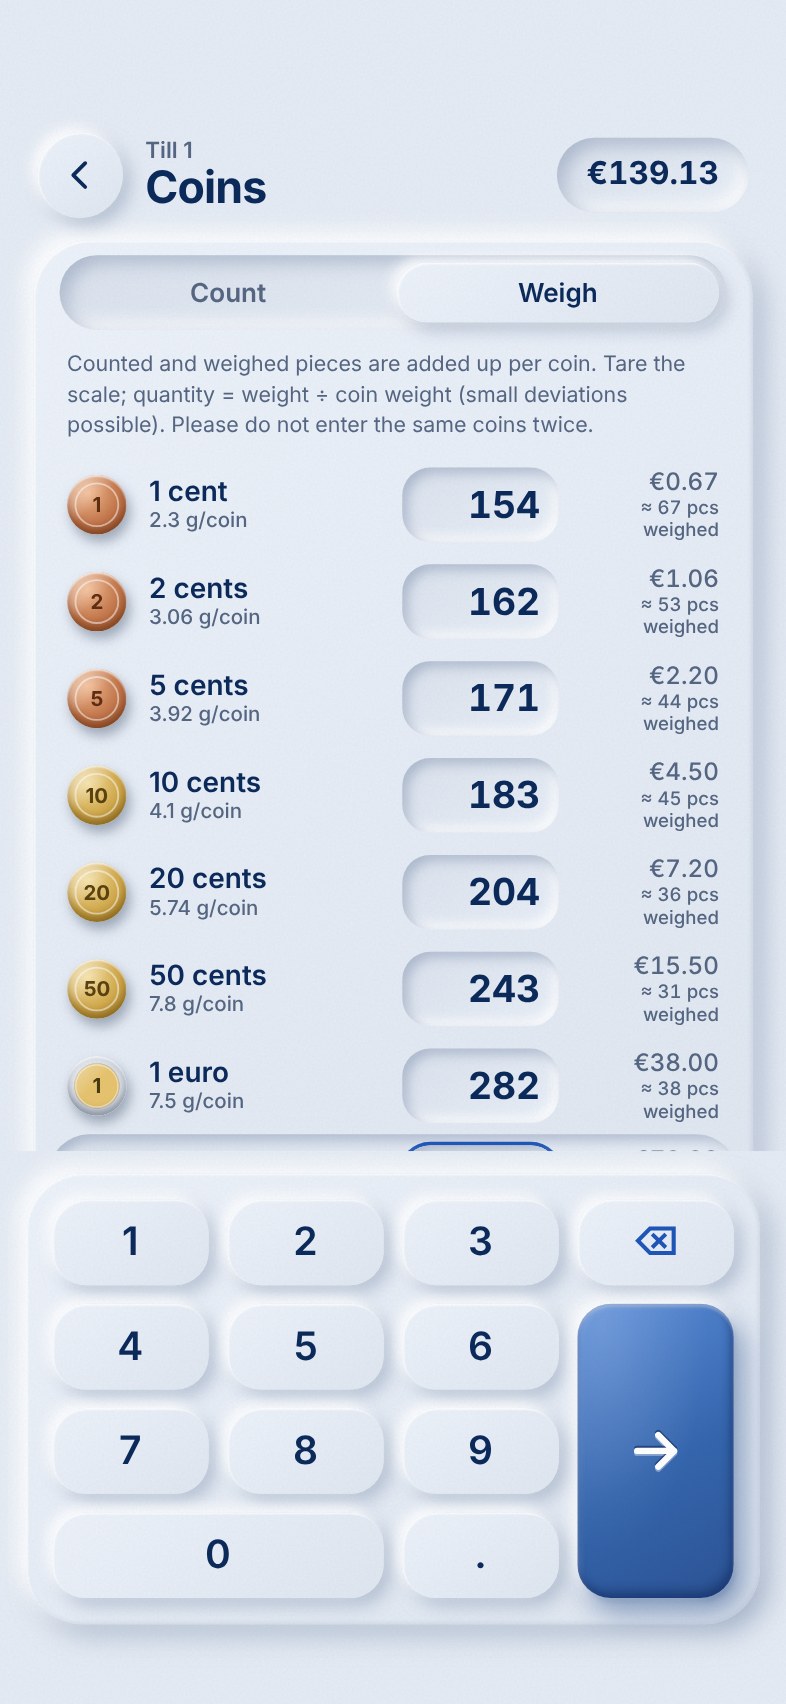 Till 1
Coins
€139.13
Count
Weigh
Counted and weighed pieces are added up per coin. Tare the
scale; quantity = weight ÷ coin weight (small deviations
possible). Please do not enter the same coins twice.
1
1 cent
2.3 g/coin
154
€0.67
≈ 67 pcs
weighed
2
2 cents
3.06 g/coin
162
€1.06
≈ 53 pcs
weighed
5
5 cents
3.92 g/coin
171
€2.20
≈ 44 pcs
weighed
10
10 cents
4.1 g/coin
183
€4.50
≈ 45 pcs
weighed
20
20 cents
5.74 g/coin
204
€7.20
≈ 36 pcs
weighed
50
50 cents
7.8 g/coin
243
€15.50
≈ 31 pcs
weighed
1
1 euro
7.5 g/coin
282
€38.00
≈ 38 pcs
weighed
1
2
3
4
5
6
7
8
9
0
.